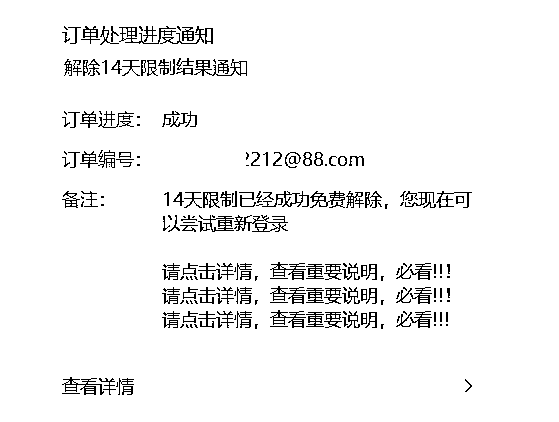 订单处理进度通知
解除14天限制结果通知
订单进度： 成功
订单编号： 2212@88.com
备注： 14天限制已经成功免费解除，您现在可
以尝试重新登录
请点击详情，查看重要说明，必看!!!
请点击详情，查看重要说明，必看!!!
请点击详情，查看重要说明，必看!!!
查看详情